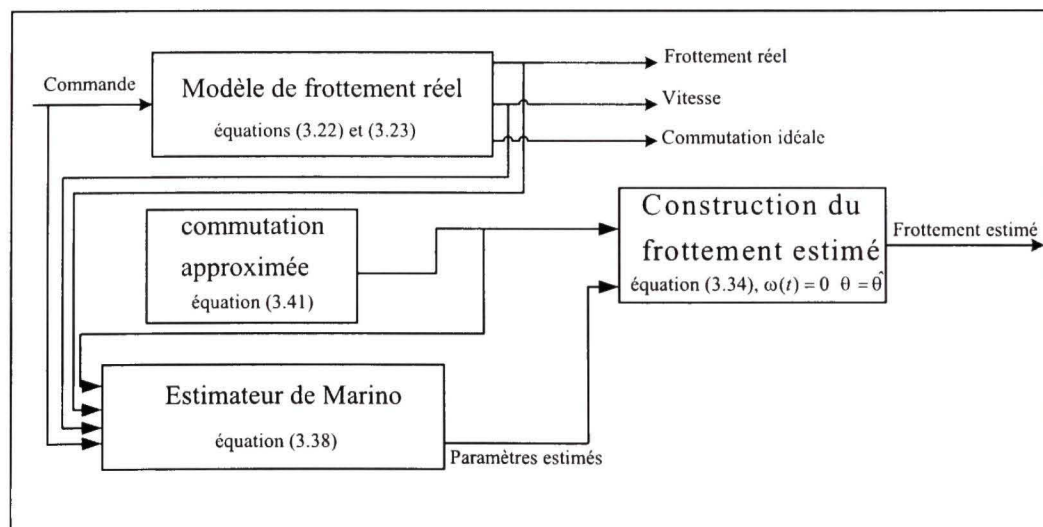 Commande
Modèle de frottement réel
équations (3.22) et (3.23)
Frottement réel
Vitesse
Commutation idéale
commutation
approximée
équation (3.41)
Construction du
frottement estimé
équation (3.34), ω(t) = 0 θ = θ̂
Frottement estimé
Estimateur de Marino
équation (3.38)
Paramètres estimés